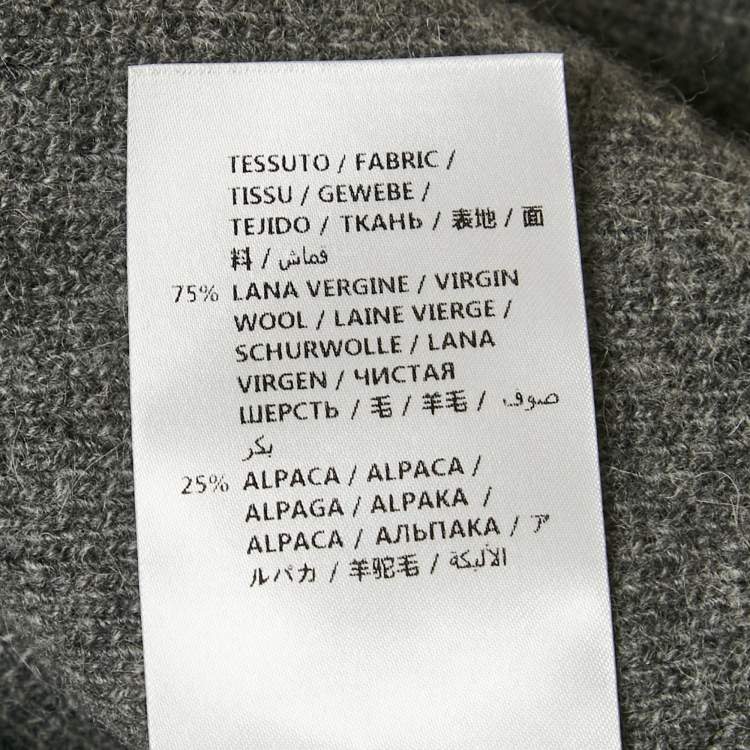 TESSUTO / FABRIC /
TISSU / GEWEBE /
TEJIDO / ТКАНЬ / 表地 / 面
料 / قماش
75% LANA VERGINE / VIRGIN
WOOL / LAINE VIERGE /
SCHURWOLLE / LANA
VIRGEN / ЧИСТАЯ
ШЕРСТЬ / 毛 / 羊毛 / صوف
بكر
25% ALPACA / ALPACA /
ALPAGA / ALPAKA /
ALPACA / АЛЬПАКА / ア
ルパカ / 羊驼毛 / الألبكة